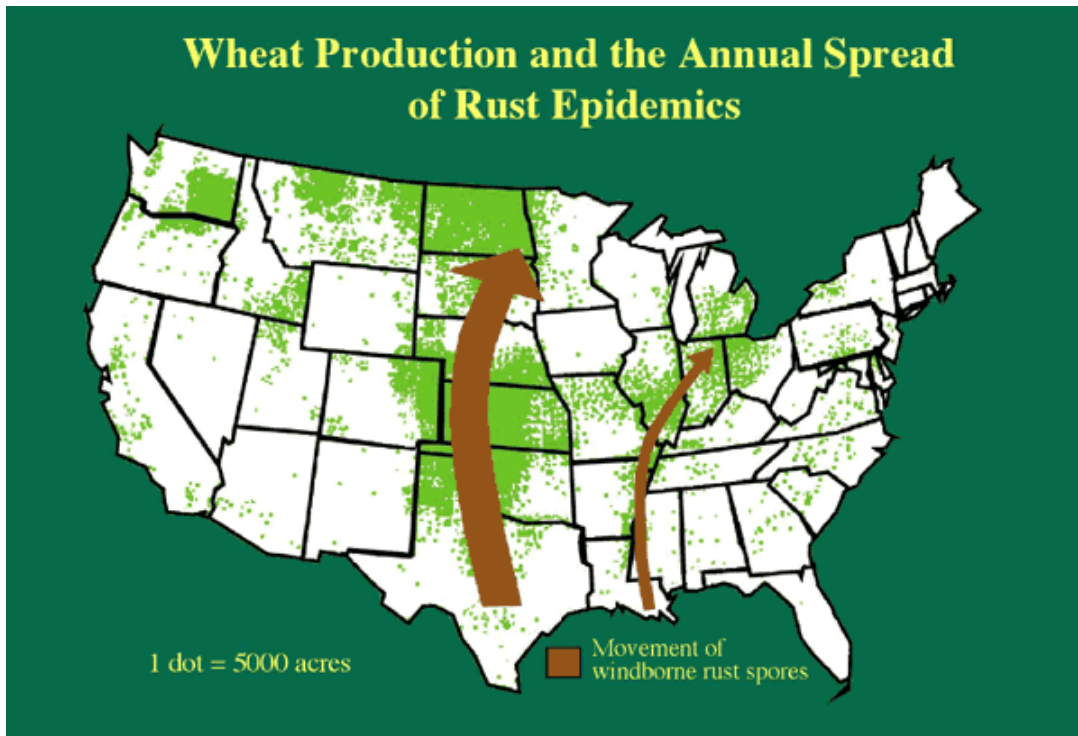 Wheat Production and the Annual Spread
of Rust Epidemics
1 dot = 5000 acres
Movement of
windborne rust spores